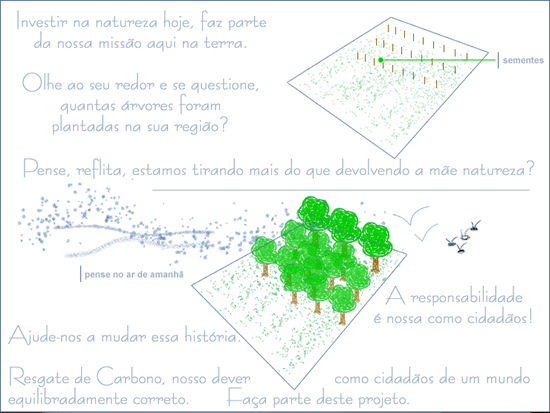 Investir na natureza hoje, faz parte
da nossa missão aqui na terra.
sementes
Olhe ao seu redor e se questione,
quantas árvores foram
plantadas na sua região?
Pense, reflita, estamos tirando mais do que devolvendo a mãe natureza?
pense no ar de amanhã
A responsabilidade
é nossa como cidadãos!
Ajude-nos a mudar essa história.
Resgate de Carbono, nosso dever como cidadãos de um mundo
equilibradamente correto. Faça parte deste projeto.